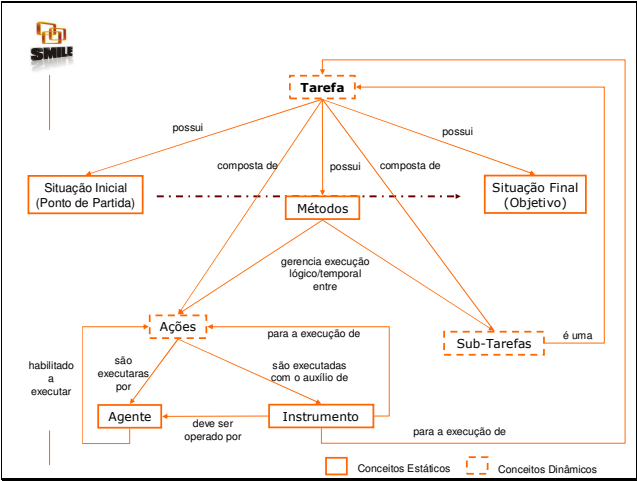 SMILE
Tarefa
possui
possui
composta de
possui
composta de
Situação Inicial
(Ponto de Partida)
Situação Final
(Objetivo)
Métodos
gerencia execução
lógico/temporal
entre
Ações
para a execução de
Sub-Tarefas
é uma
habilitado
a
executar
são
executaras
por
são executadas
com o auxílio de
Agente
deve ser
operado por
Instrumento
para a execução de
Conceitos Estáticos
Conceitos Dinâmicos